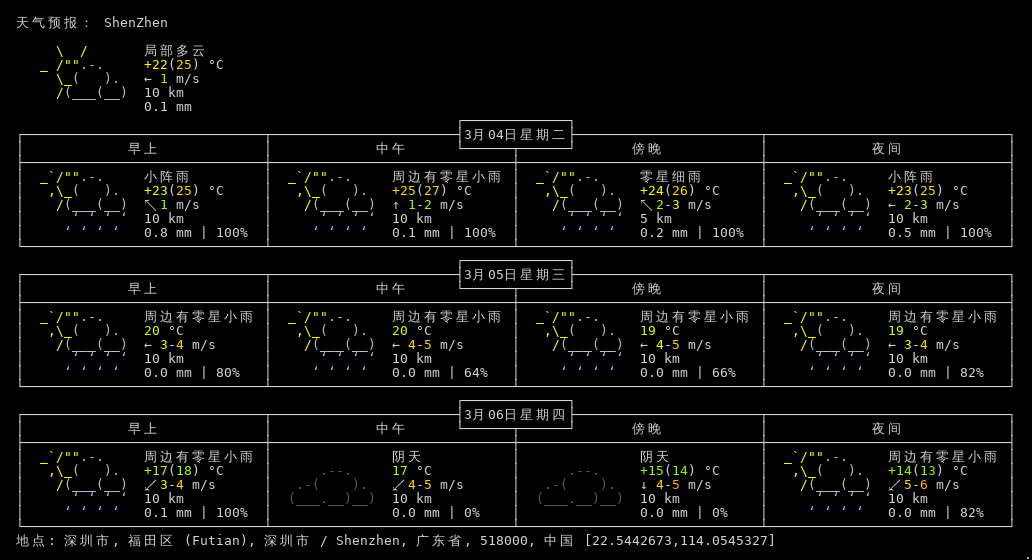 天气预报： ShenZhen
局部多云
+22(25) °C
← 1 m/s
10 km
0.1 mm
3月04日星期二
早上 中午 傍晚 夜间
小阵雨 周边有零星小雨 零星细雨 小阵雨
+23(25) °C +25(27) °C +24(26) °C +23(25) °C
↖ 1 m/s ↑ 1-2 m/s ↖ 2-3 m/s ← 2-3 m/s
10 km 10 km 5 km 10 km
0.8 mm | 100% 0.1 mm | 100% 0.2 mm | 100% 0.5 mm | 100%
3月05日星期三
早上 中午 傍晚 夜间
周边有零星小雨 周边有零星小雨 周边有零星小雨 周边有零星小雨
20 °C 20 °C 19 °C 19 °C
← 3-4 m/s ← 4-5 m/s ← 4-5 m/s ← 3-4 m/s
10 km 10 km 10 km 10 km
0.0 mm | 80% 0.0 mm | 64% 0.0 mm | 66% 0.0 mm | 82%
3月06日星期四
早上 中午 傍晚 夜间
周边有零星小雨 阴天 阴天 周边有零星小雨
+17(18) °C 17 °C +15(14) °C +14(13) °C
↙ 3-4 m/s ↙ 4-5 m/s ↓ 4-5 m/s ↙ 5-6 m/s
10 km 10 km 10 km 10 km
0.1 mm | 100% 0.0 mm | 0% 0.0 mm | 0% 0.0 mm | 82%
地点: 深圳市, 福田区 (Futian), 深圳市 / Shenzhen, 广东省, 518000, 中国 [22.5442673,114.0545327]